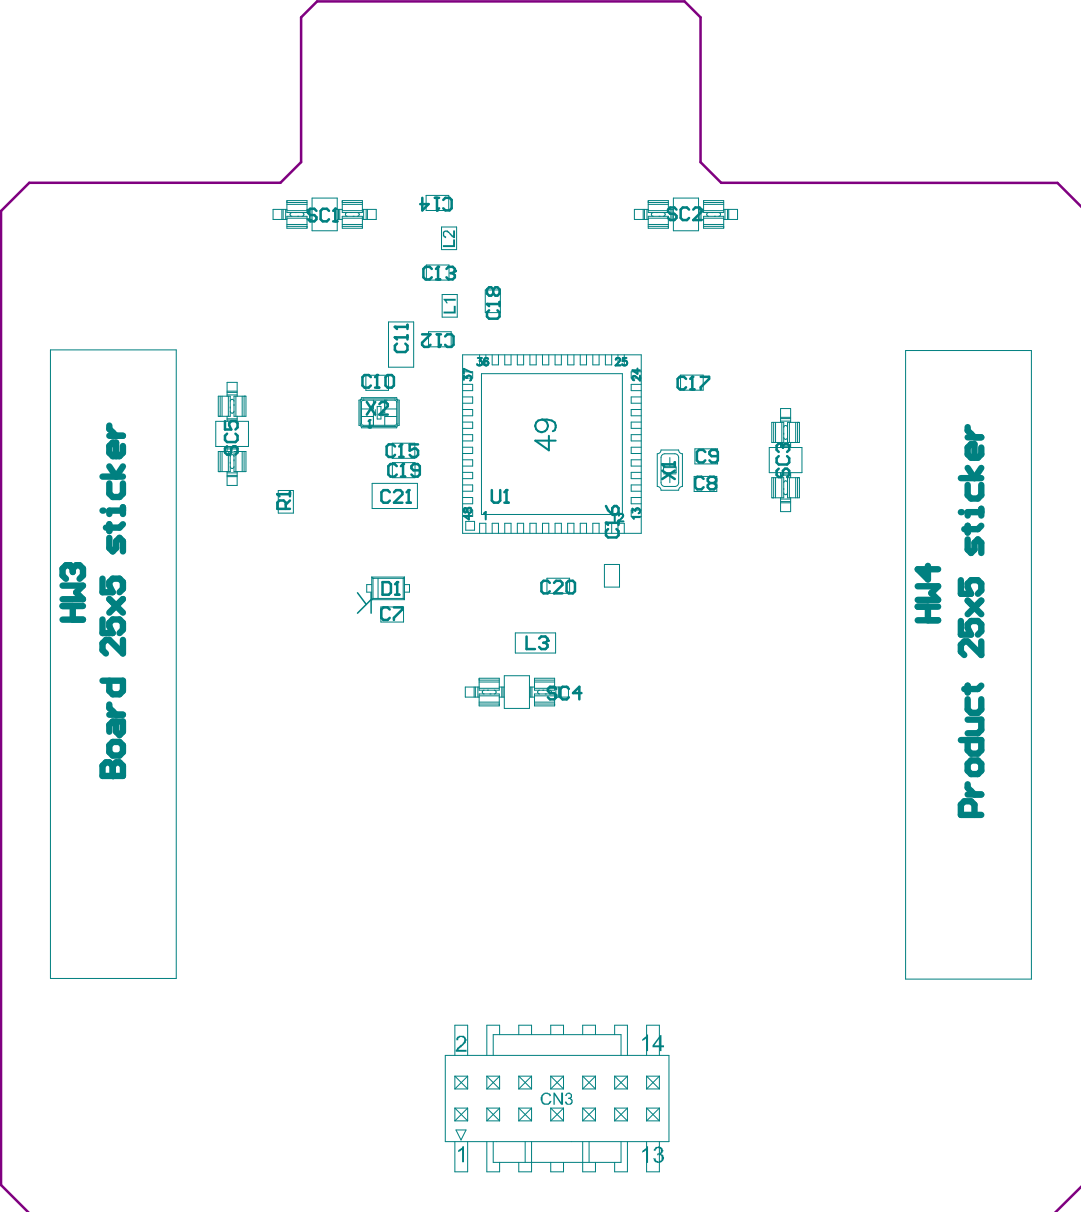 C14
SC1
SC2
L2
C13
C18
L1
C12
C11
36
25
37
24
C10
C17
X2
1
49
SC5
SC3
C15
C9
C19
X1
C8
C21
U1
R1
48
1
C16
12
13
HW3
Board 25x5 sticker
HW4
Product 25x5 sticker
D1
C20
C7
L3
SC4
2
14
CN3
1
13